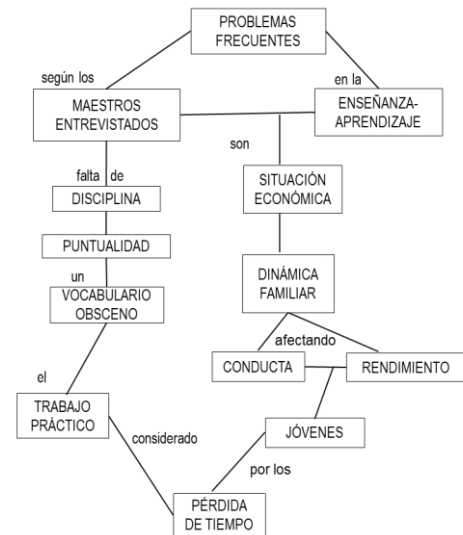 PROBLEMAS
FRECUENTES
según los
en la
MAESTROS
ENTREVISTADOS
ENSEÑANZA-
APRENDIZAJE
son
falta de
DISCIPLINA
SITUACIÓN
ECONÓMICA
PUNTUALIDAD
un
VOCABULARIO
OBSCENO
DINÁMICA
FAMILIAR
afectando
CONDUCTA
RENDIMIENTO
el
TRABAJO
PRÁCTICO
considerado
JÓVENES
por los
PÉRDIDA
DE TIEMPO